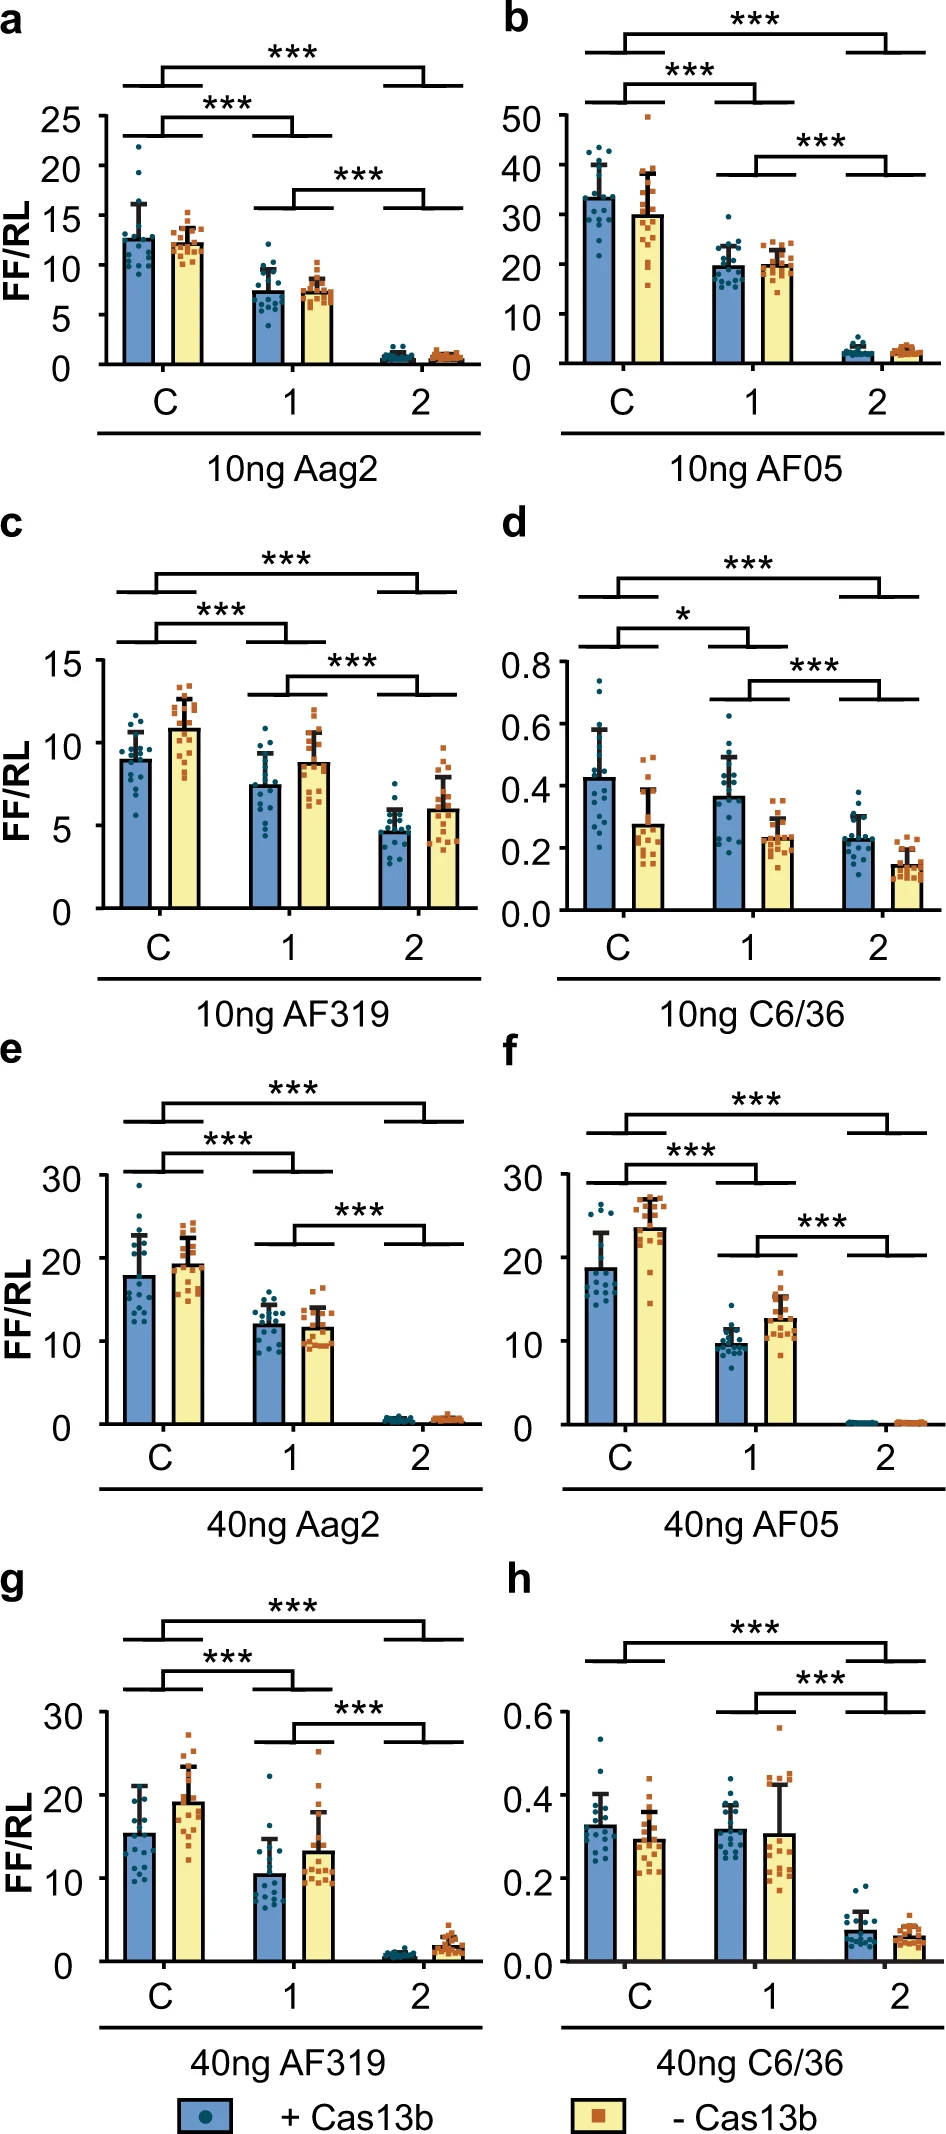 a
b
***
***
***
***
***
***
25
20
15
10
5
0
FF/RL
50
40
30
20
10
0
C 1 2
C 1 2
10ng Aag2
10ng AF05
c
d
***
***
***
***
*
***
15
10
5
0
FF/RL
0.8
0.6
0.4
0.2
0.0
C 1 2
C 1 2
10ng AF319
10ng C6/36
e
f
***
***
***
***
***
***
30
20
10
0
FF/RL
30
20
10
0
C 1 2
C 1 2
40ng Aag2
40ng AF05
g
h
***
***
***
***
***
30
20
10
0
FF/RL
0.6
0.4
0.2
0.0
C 1 2
C 1 2
40ng AF319
40ng C6/36
+ Cas13b
- Cas13b